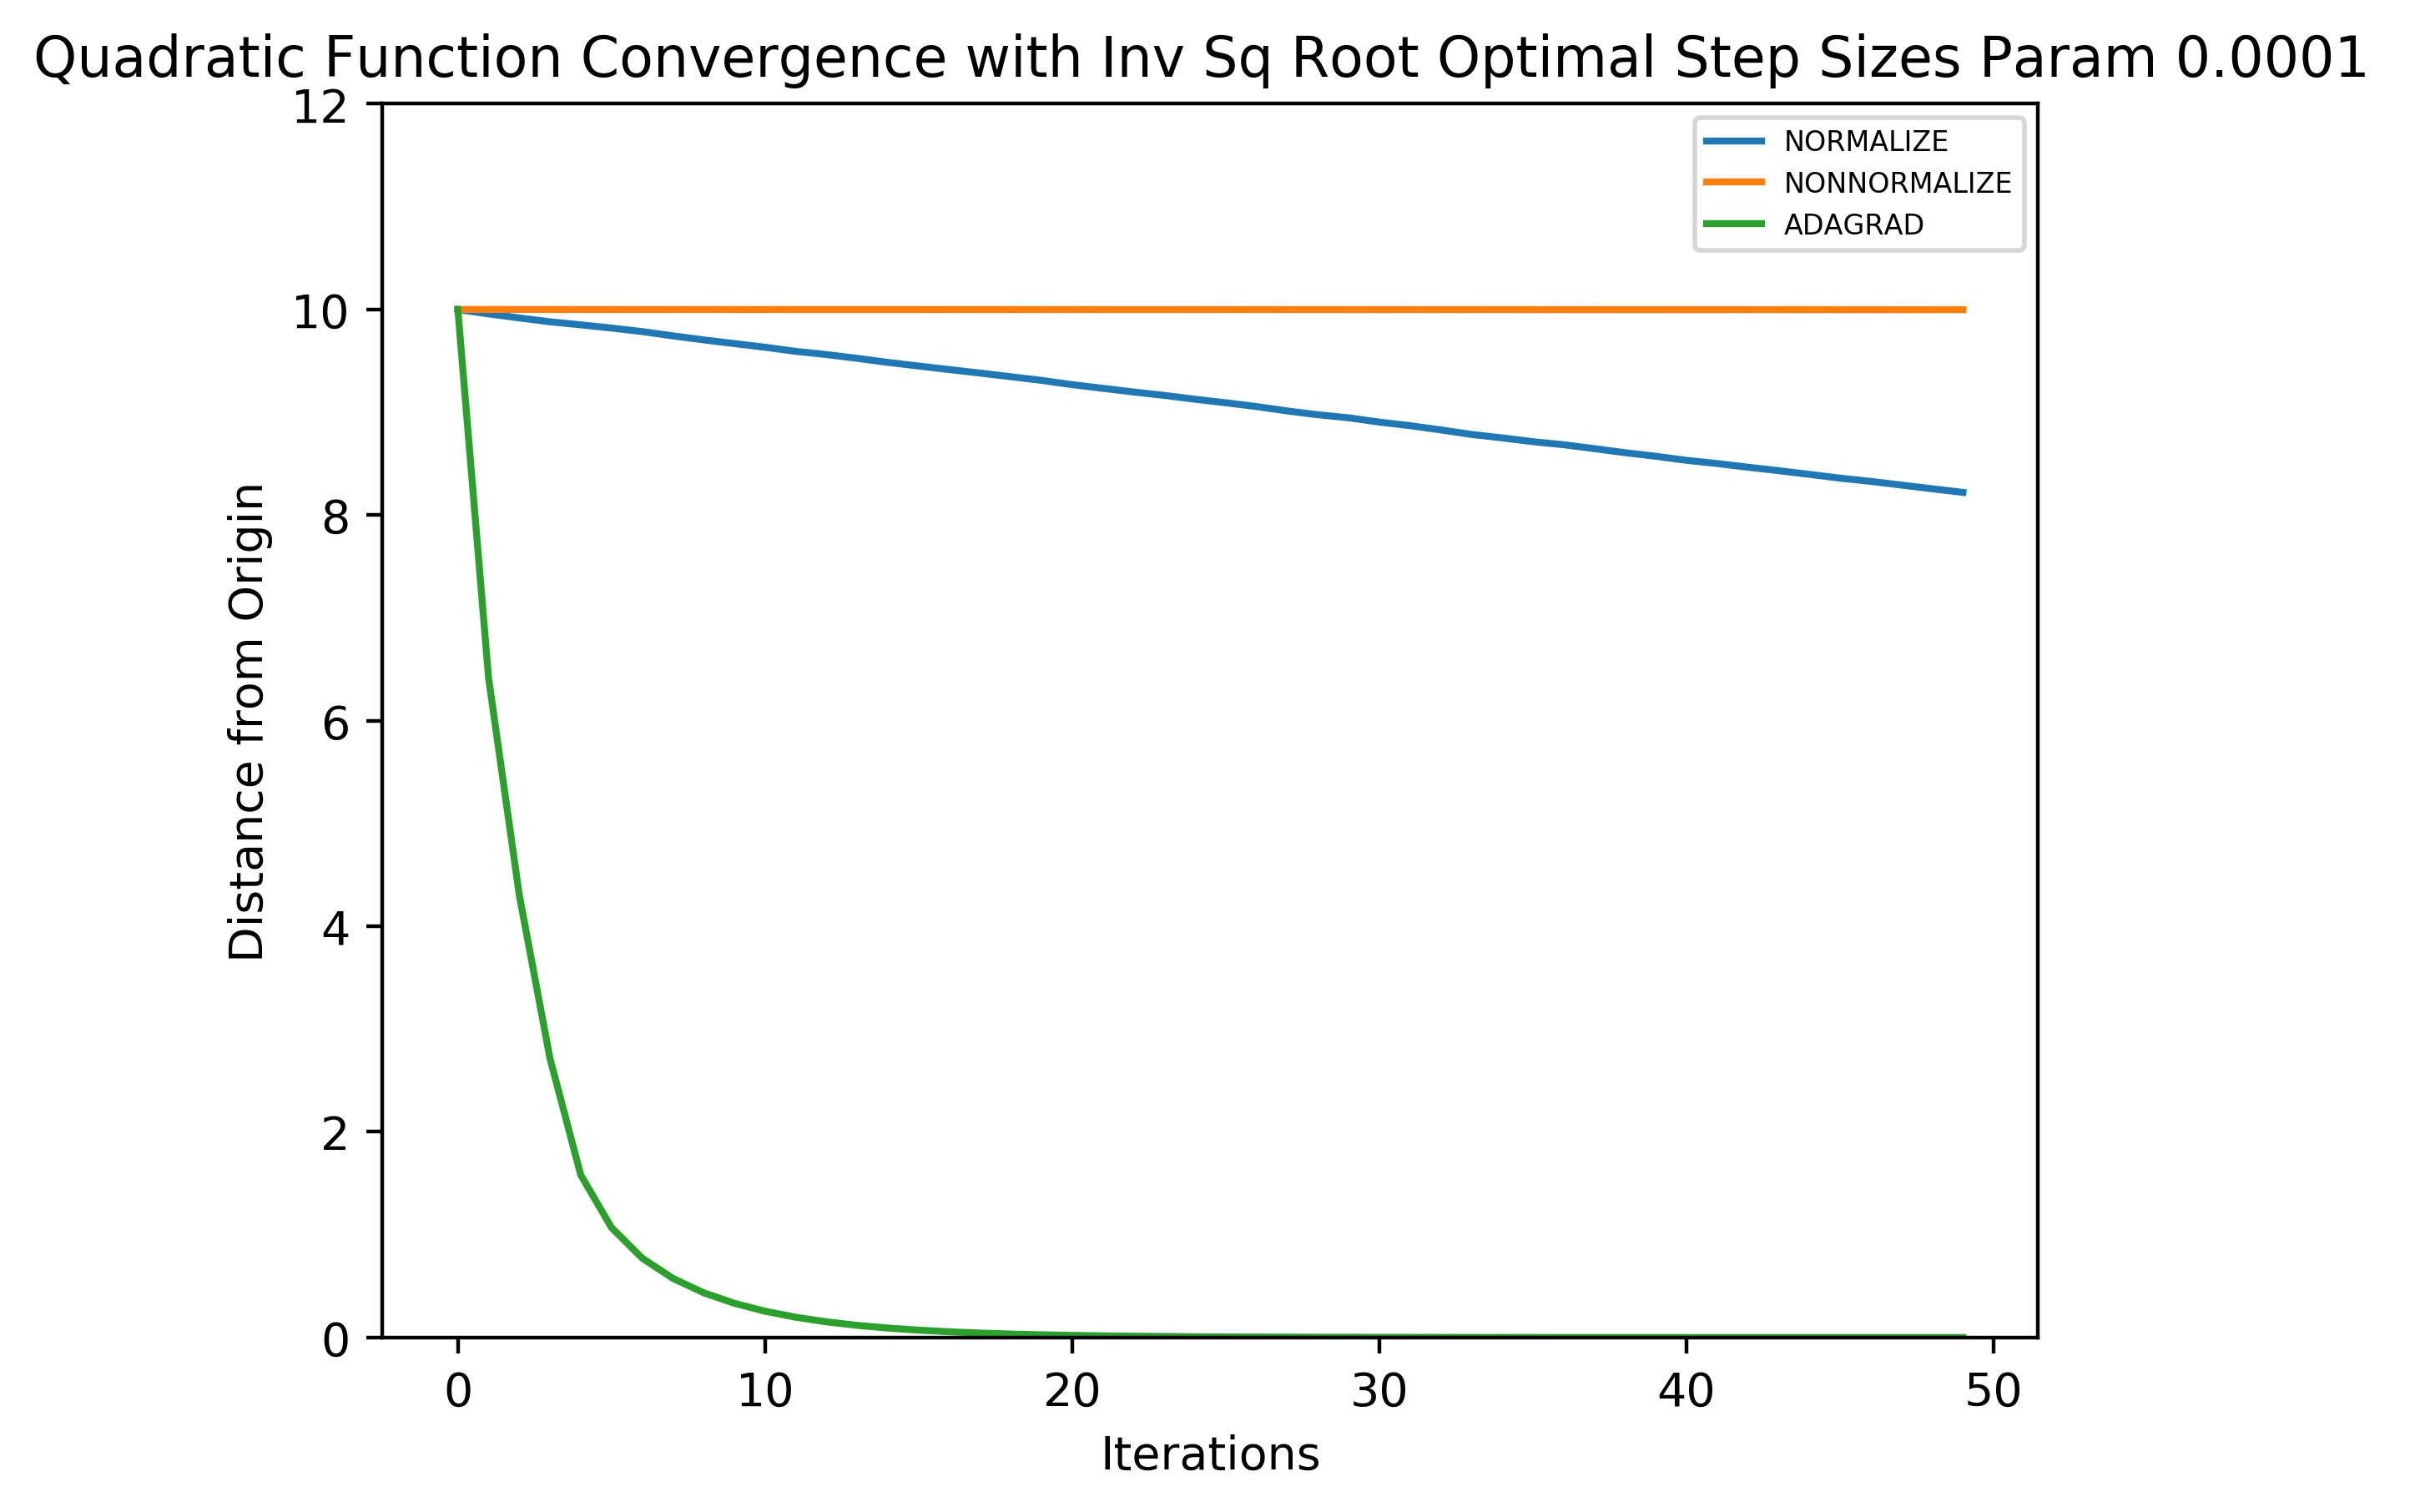 Quadratic Function Convergence with Inv Sq Root Optimal Step Sizes Param 0.0001
NORMALIZE
NONNORMALIZE
ADAGRAD
12
10
8
6
4
2
0
Distance from Origin
0 10 20 30 40 50
Iterations